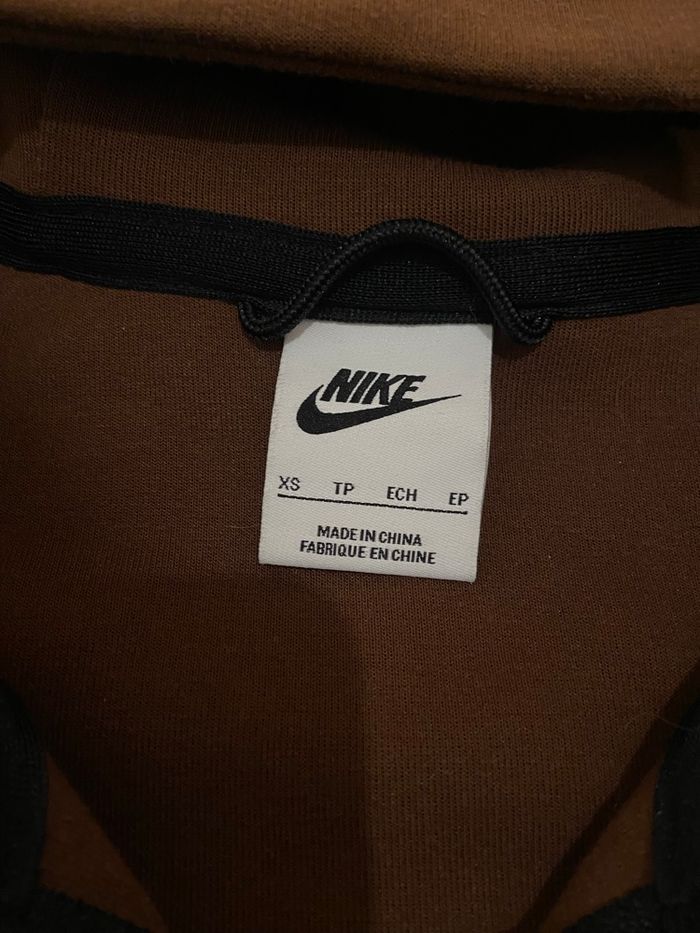 NIKE
XS TP ECH EP
MADE IN CHINA
FABRIQUE EN CHINE